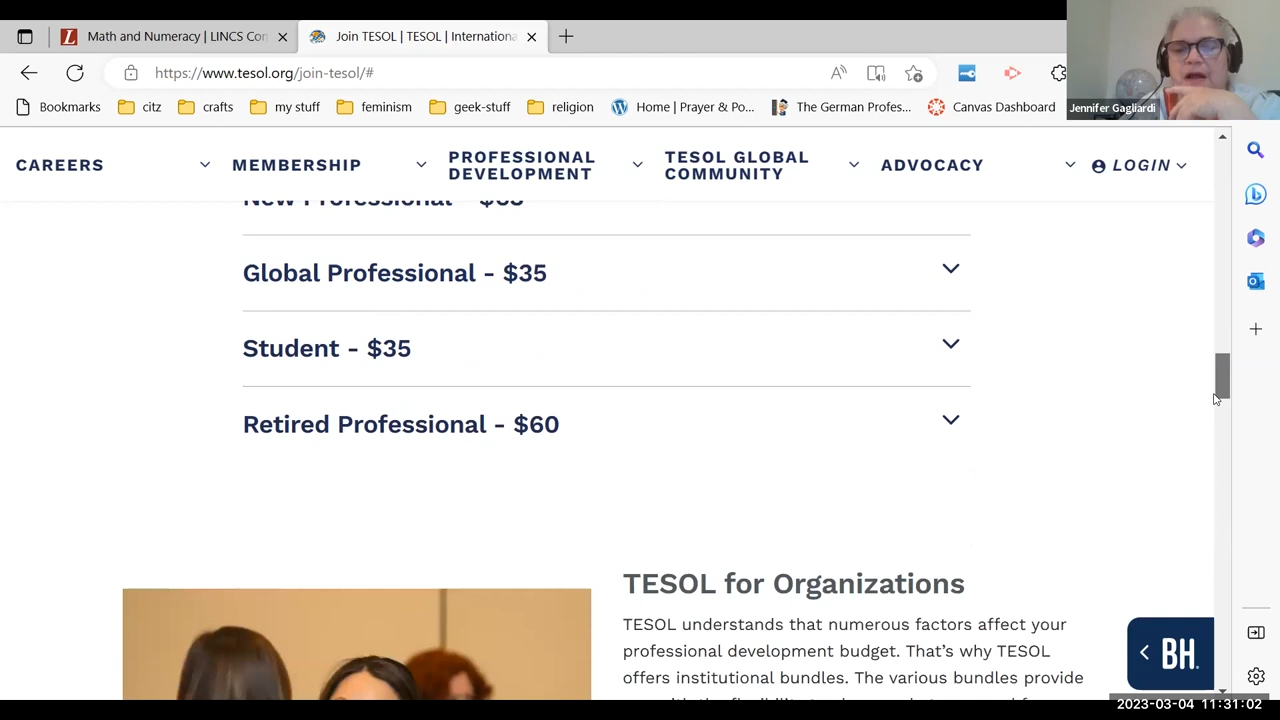 Math and Numeracy | LINCS Con
Join TESOL | TESOL | Internationa
https://www.tesol.org/join-tesol/#
Bookmarks citz crafts my stuff feminism geek-stuff religion Home | Prayer & Po... The German Profes... Canvas Dashboard
Jennifer Gagliardi
CAREERS MEMBERSHIP PROFESSIONAL DEVELOPMENT TESOL GLOBAL COMMUNITY ADVOCACY LOGIN
New Professional - $65
Global Professional - $35
Student - $35
Retired Professional - $60
TESOL for Organizations
TESOL understands that numerous factors affect your
professional development budget. That's why TESOL
offers institutional bundles. The various bundles provide
BH
2023-03-04 11:31:02